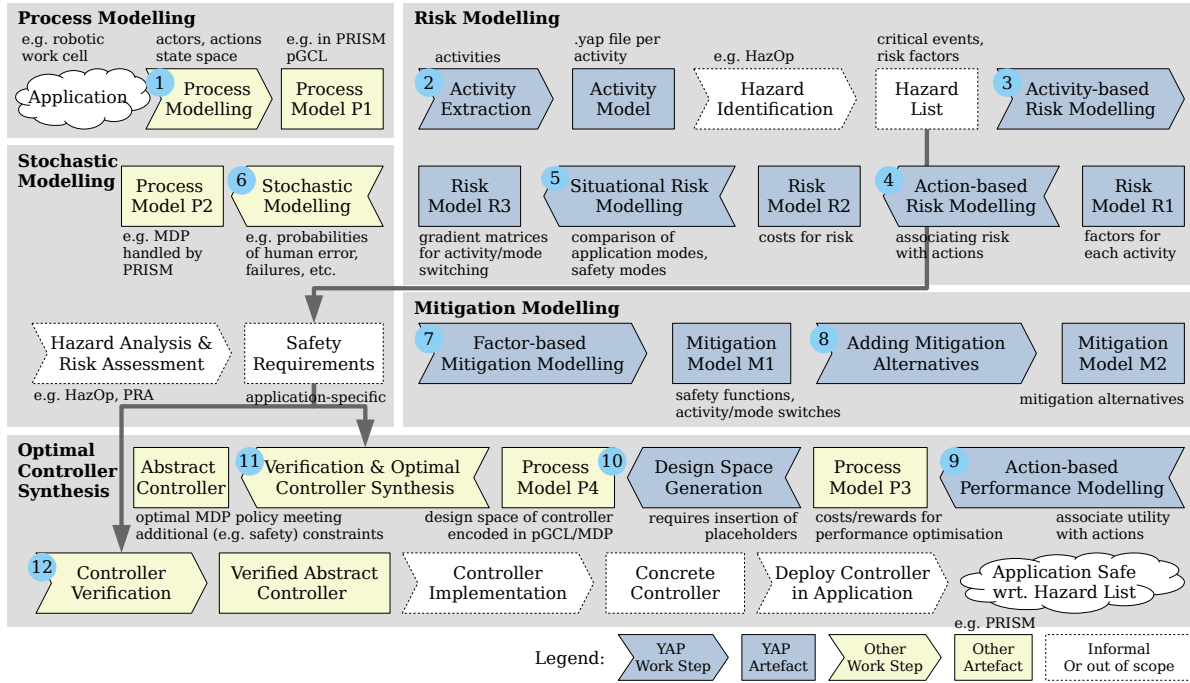 Process Modelling
e.g. robotic
work cell
actors, actions
state space
e.g. in PRISM
pGCL
Application
1
Process
Modelling
Process
Model P1
Risk Modelling
activities
.yap file per
activity
e.g. HazOp
critical events,
risk factors
2
Activity
Extraction
Activity
Model
Hazard
Identification
Hazard
List
3
Activity-based
Risk Modelling
Risk
Model R3
5
Situational Risk
Modelling
Risk
Model R2
4
Action-based
Risk Modelling
Risk
Model R1
gradient matrices
for activity/mode
switching
comparison of
application modes,
safety modes
costs for risk
associating risk
with actions
factors for
each activity
Stochastic
Modelling
Process
Model P2
6
Stochastic
Modelling
e.g. MDP
handled by
PRISM
e.g. probabilities
of human error,
failures, etc.
Hazard Analysis &
Risk Assessment
Safety
Requirements
e.g. HazOp, PRA
application-specific
Mitigation Modelling
7
Factor-based
Mitigation Modelling
Mitigation
Model M1
8
Adding Mitigation
Alternatives
Mitigation
Model M2
safety functions,
activity/mode switches
mitigation alternatives
Optimal
Controller
Synthesis
Abstract
Controller
11
Verification & Optimal
Controller Synthesis
Process
Model P4
10
Design Space
Generation
Process
Model P3
9
Action-based
Performance Modelling
optimal MDP policy meeting
additional (e.g. safety) constraints
design space of controller
encoded in pGCL/MDP
requires insertion of
placeholders
costs/rewards for
performance optimisation
associate utility
with actions
12
Controller
Verification
Verified Abstract
Controller
Controller
Implementation
Concrete
Controller
Deploy Controller
in Application
Application Safe
wrt. Hazard List
e.g. PRISM
Legend:
YAP
Work Step
YAP
Artefact
Other
Work Step
Other
Artefact
Informal
Or out of scope